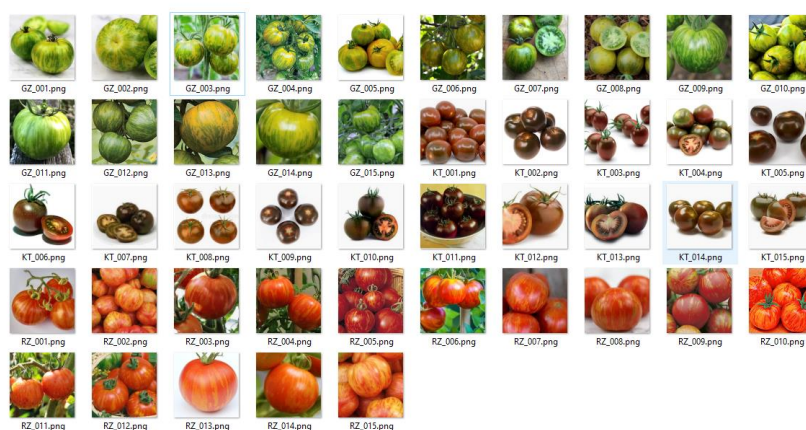 GZ_001.png GZ_002.png GZ_003.png GZ_004.png GZ_005.png GZ_006.png GZ_007.png GZ_008.png GZ_009.png GZ_010.png
GZ_011.png GZ_012.png GZ_013.png GZ_014.png GZ_015.png KT_001.png KT_002.png KT_003.png KT_004.png KT_005.png
KT_006.png KT_007.png KT_008.png KT_009.png KT_010.png KT_011.png KT_012.png KT_013.png KT_014.png KT_015.png
RZ_001.png RZ_002.png RZ_003.png RZ_004.png RZ_005.png RZ_006.png RZ_007.png RZ_008.png RZ_009.png RZ_010.png
RZ_011.png RZ_012.png RZ_013.png RZ_014.png RZ_015.png